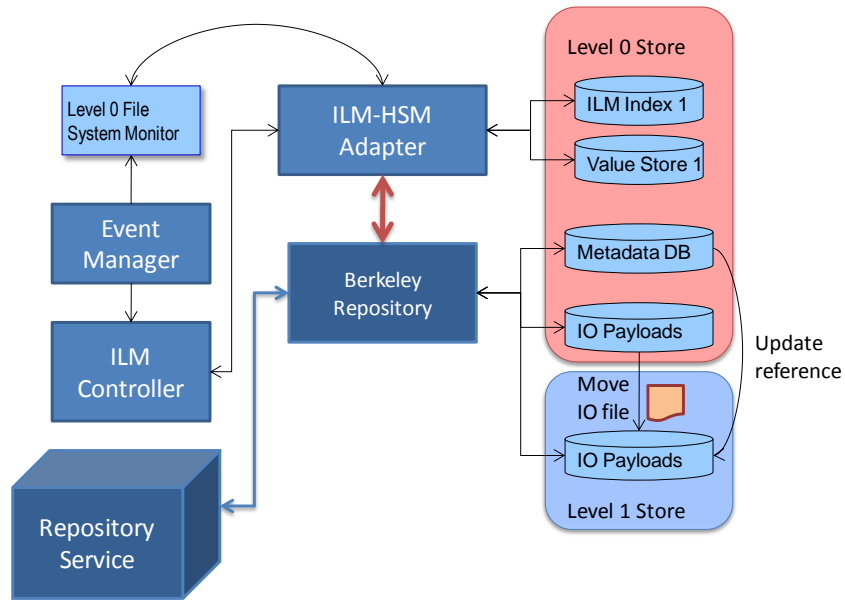 Level 0 File
System Monitor
Event
Manager
ILM
Controller
Repository
Service
ILM-HSM
Adapter
Berkeley
Repository
Level 0 Store
ILM Index 1
Value Store 1
Metadata DB
IO Payloads
Update
reference
Move
IO file
IO Payloads
Level 1 Store